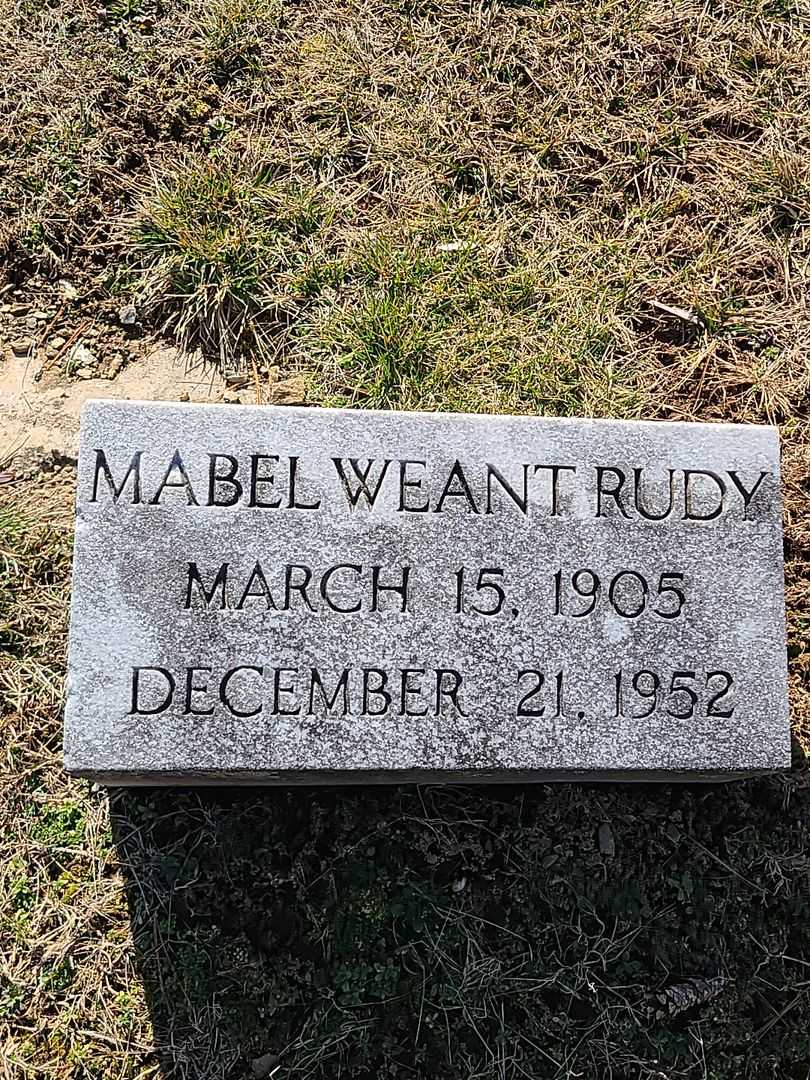 MABEL WEANT RUDY
MARCH 15, 1905
DECEMBER 21, 1952